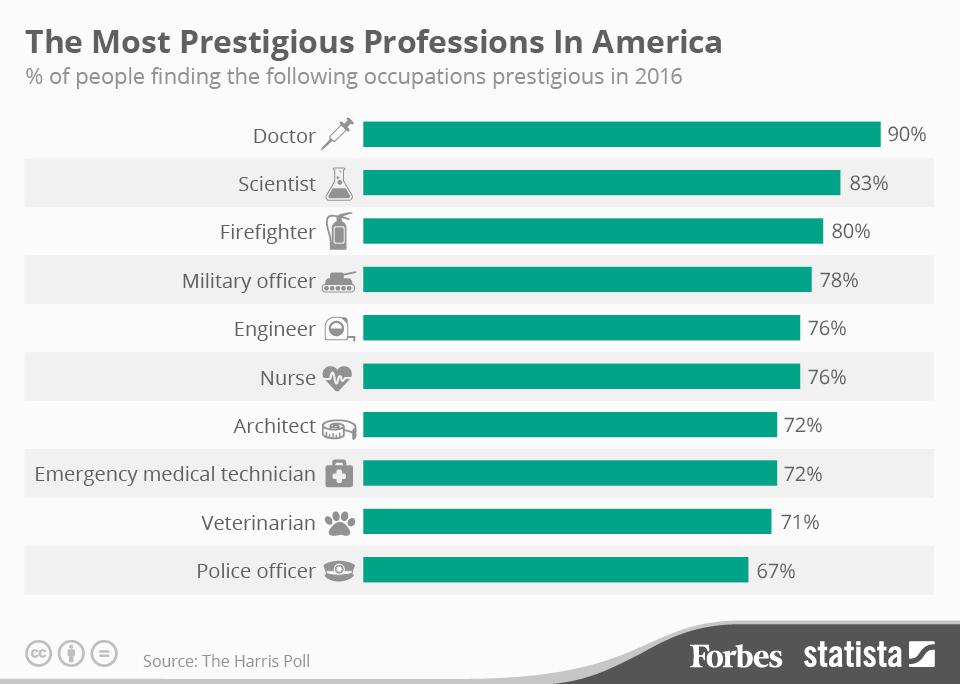 The Most Prestigious Professions In America
% of people finding the following occupations prestigious in 2016
Doctor 90%
Scientist 83%
Firefighter 80%
Military officer 78%
Engineer 76%
Nurse 76%
Architect 72%
Emergency medical technician 72%
Veterinarian 71%
Police officer 67%
cc
Source: The Harris Poll
Forbes statista